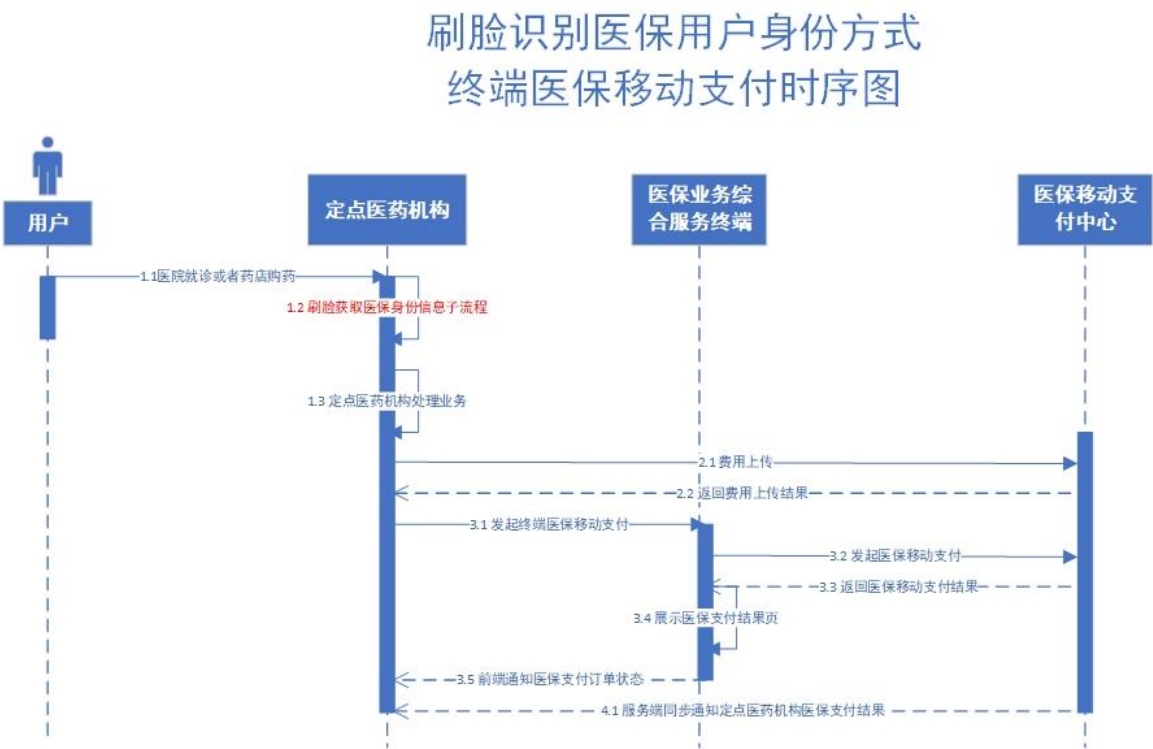 刷脸识别医保用户身份方式
终端医保移动支付时序图
用户
定点医药机构
医保业务综
合服务终端
医保移动支
付中心
1.1医院就诊或者药店购药
1.2 刷脸获取医保身份信息子流程
1.3 定点医药机构处理业务
2.1 费用上传
2.2 返回费用上传结果
3.1 发起终端医保移动支付
3.2 发起医保移动支付
3.3 返回医保移动支付结果
3.4 展示医保支付结果页
3.5 前端通知医保支付订单状态
4.1 服务端同步通知定点医药机构医保支付结果